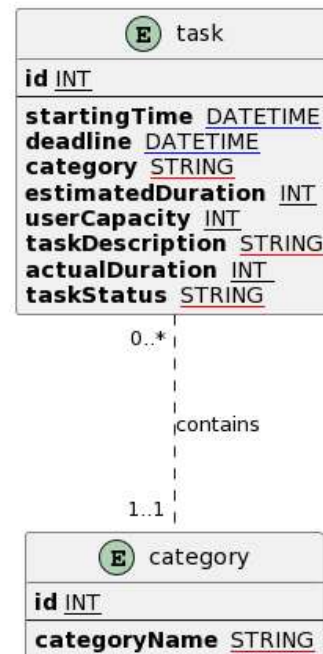 E task
id INT
startingTime DATETIME
deadline DATETIME
category STRING
estimatedDuration INT
userCapacity INT
taskDescription STRING
actualDuration INT
taskStatus STRING
0..*
contains
1..1
E category
id INT
categoryName STRING